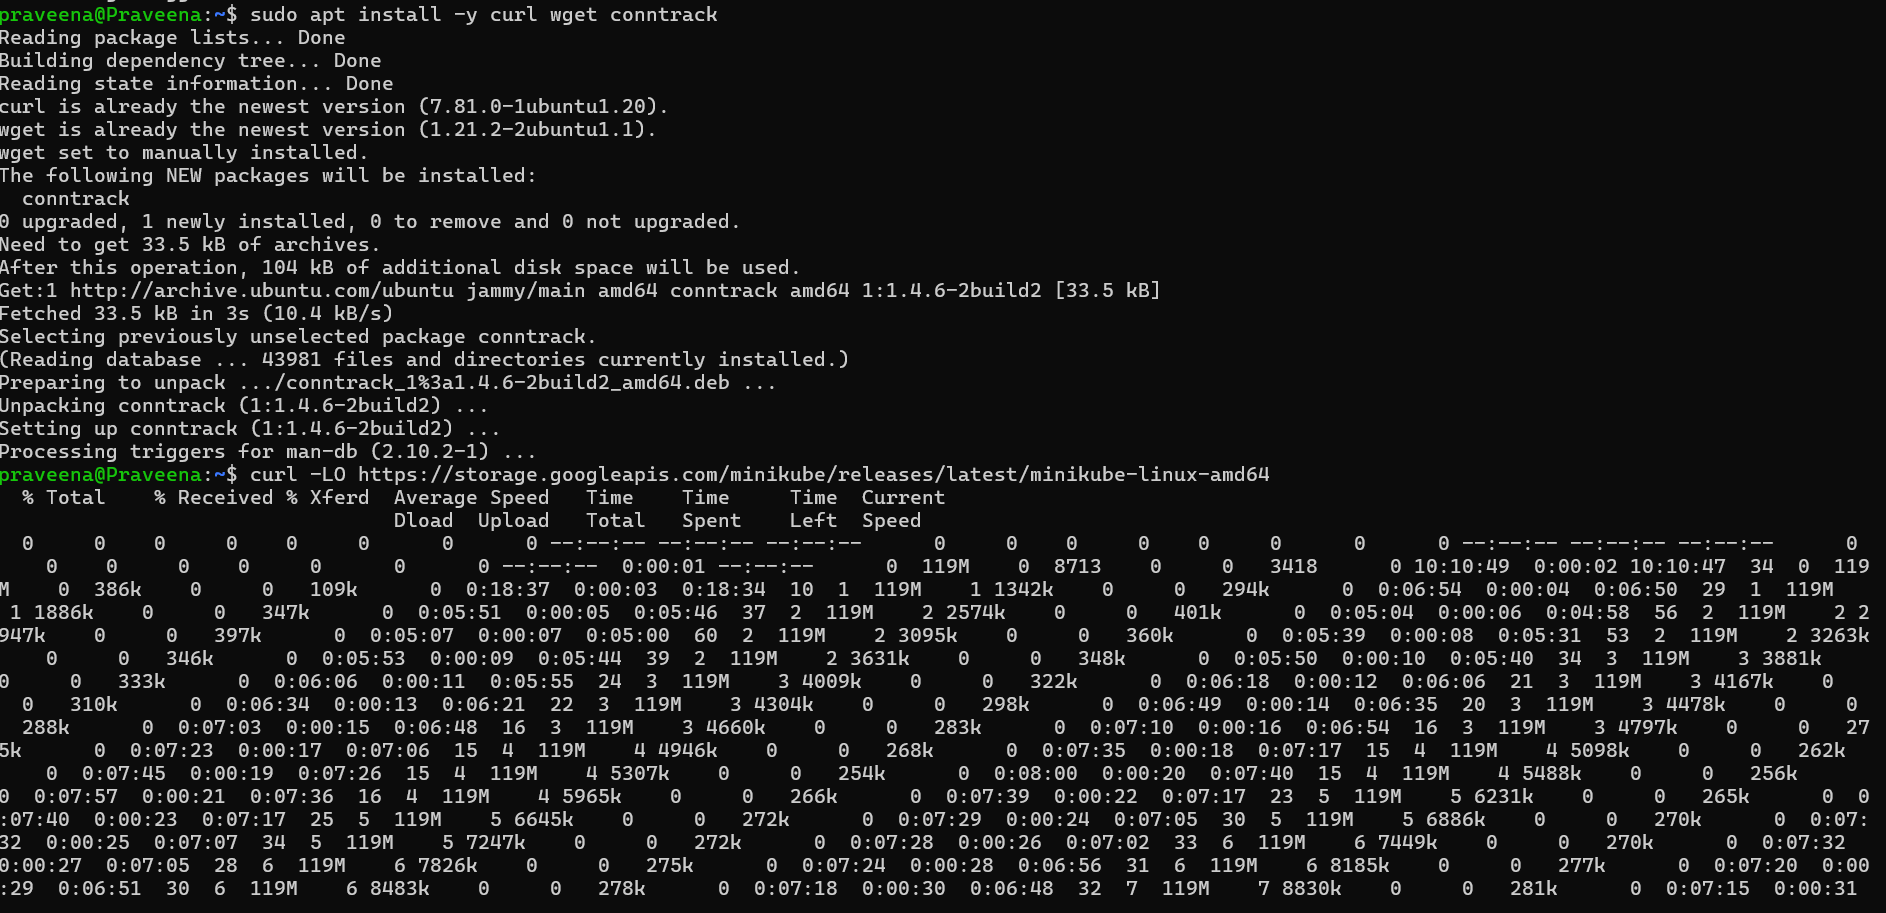 praveena@Praveena:~$ sudo apt install -y curl wget conntrack
Reading package lists... Done
Building dependency tree... Done
Reading state information... Done
curl is already the newest version (7.81.0-1ubuntu1.20).
wget is already the newest version (1.21.2-2ubuntu1.1).
wget set to manually installed.
The following NEW packages will be installed:
  conntrack
0 upgraded, 1 newly installed, 0 to remove and 0 not upgraded.
Need to get 33.5 kB of archives.
After this operation, 104 kB of additional disk space will be used.
Get:1 http://archive.ubuntu.com/ubuntu jammy/main amd64 conntrack amd64 1:1.4.6-2build2 [33.5 kB]
Fetched 33.5 kB in 3s (10.4 kB/s)
Selecting previously unselected package conntrack.
(Reading database ... 43981 files and directories currently installed.)
Preparing to unpack .../conntrack_1%3a1.4.6-2build2_amd64.deb ...
Unpacking conntrack (1:1.4.6-2build2) ...
Setting up conntrack (1:1.4.6-2build2) ...
Processing triggers for man-db (2.10.2-1) ...
praveena@Praveena:~$ curl -LO https://storage.googleapis.com/minikube/releases/latest/minikube-linux-amd64
  % Total    % Received % Xferd  Average Speed   Time    Time     Time  Current
                                 Dload  Upload   Total   Spent    Left  Speed
  0     0    0     0    0     0      0      0 --:--:-- --:--:-- --:--:--      0     0    0     0    0     0      0      0 --:--:-- --:--:-- --:--:--      0
    0    0     0    0     0      0      0 --:--:--  0:00:01 --:--:--      0  119M    0  8713    0     0   3418      0 10:10:49  0:00:02 10:10:47  34  0  119
M    0  386k    0     0   109k      0  0:18:37  0:00:03  0:18:34  10  1  119M    1 1342k    0     0   294k      0  0:06:54  0:00:04  0:06:50  29  1  119M
 1 1886k    0     0   347k      0  0:05:51  0:00:05  0:05:46  37  2  119M    2 2574k    0     0   401k      0  0:05:04  0:00:06  0:04:58  56  2  119M    2 2
947k    0     0   397k      0  0:05:07  0:00:07  0:05:00  60  2  119M    2 3095k    0     0   360k      0  0:05:39  0:00:08  0:05:31  53  2  119M    2 3263k
    0     0   346k      0  0:05:53  0:00:09  0:05:44  39  2  119M    2 3631k    0     0   348k      0  0:05:50  0:00:10  0:05:40  34  3  119M    3 3881k
0     0   333k      0  0:06:06  0:00:11  0:05:55  24  3  119M    3 4009k    0     0   322k      0  0:06:18  0:00:12  0:06:06  21  3  119M    3 4167k    0
  0   310k      0  0:06:34  0:00:13  0:06:21  22  3  119M    3 4304k    0     0   298k      0  0:06:49  0:00:14  0:06:35  20  3  119M    3 4478k    0     0
  288k      0  0:07:03  0:00:15  0:06:48  16  3  119M    3 4660k    0     0   283k      0  0:07:10  0:00:16  0:06:54  16  3  119M    3 4797k    0     0   27
5k      0  0:07:23  0:00:17  0:07:06  15  4  119M    4 4946k    0     0   268k      0  0:07:35  0:00:18  0:07:17  15  4  119M    4 5098k    0     0   262k
    0  0:07:45  0:00:19  0:07:26  15  4  119M    4 5307k    0     0   254k      0  0:08:00  0:00:20  0:07:40  15  4  119M    4 5488k    0     0   256k
0  0:07:57  0:00:21  0:07:36  16  4  119M    4 5965k    0     0   266k      0  0:07:39  0:00:22  0:07:17  23  5  119M    5 6231k    0     0   265k      0  0
:07:40  0:00:23  0:07:17  25  5  119M    5 6645k    0     0   272k      0  0:07:29  0:00:24  0:07:05  30  5  119M    5 6886k    0     0   270k      0  0:07:
32  0:00:25  0:07:07  34  5  119M    5 7247k    0     0   272k      0  0:07:28  0:00:26  0:07:02  33  6  119M    6 7449k    0     0   270k      0  0:07:32
0:00:27  0:07:05  28  6  119M    6 7826k    0     0   275k      0  0:07:24  0:00:28  0:06:56  31  6  119M    6 8185k    0     0   277k      0  0:07:20  0:00
:29  0:06:51  30  6  119M    6 8483k    0     0   278k      0  0:07:18  0:00:30  0:06:48  32  7  119M    7 8830k    0     0   281k      0  0:07:15  0:00:31